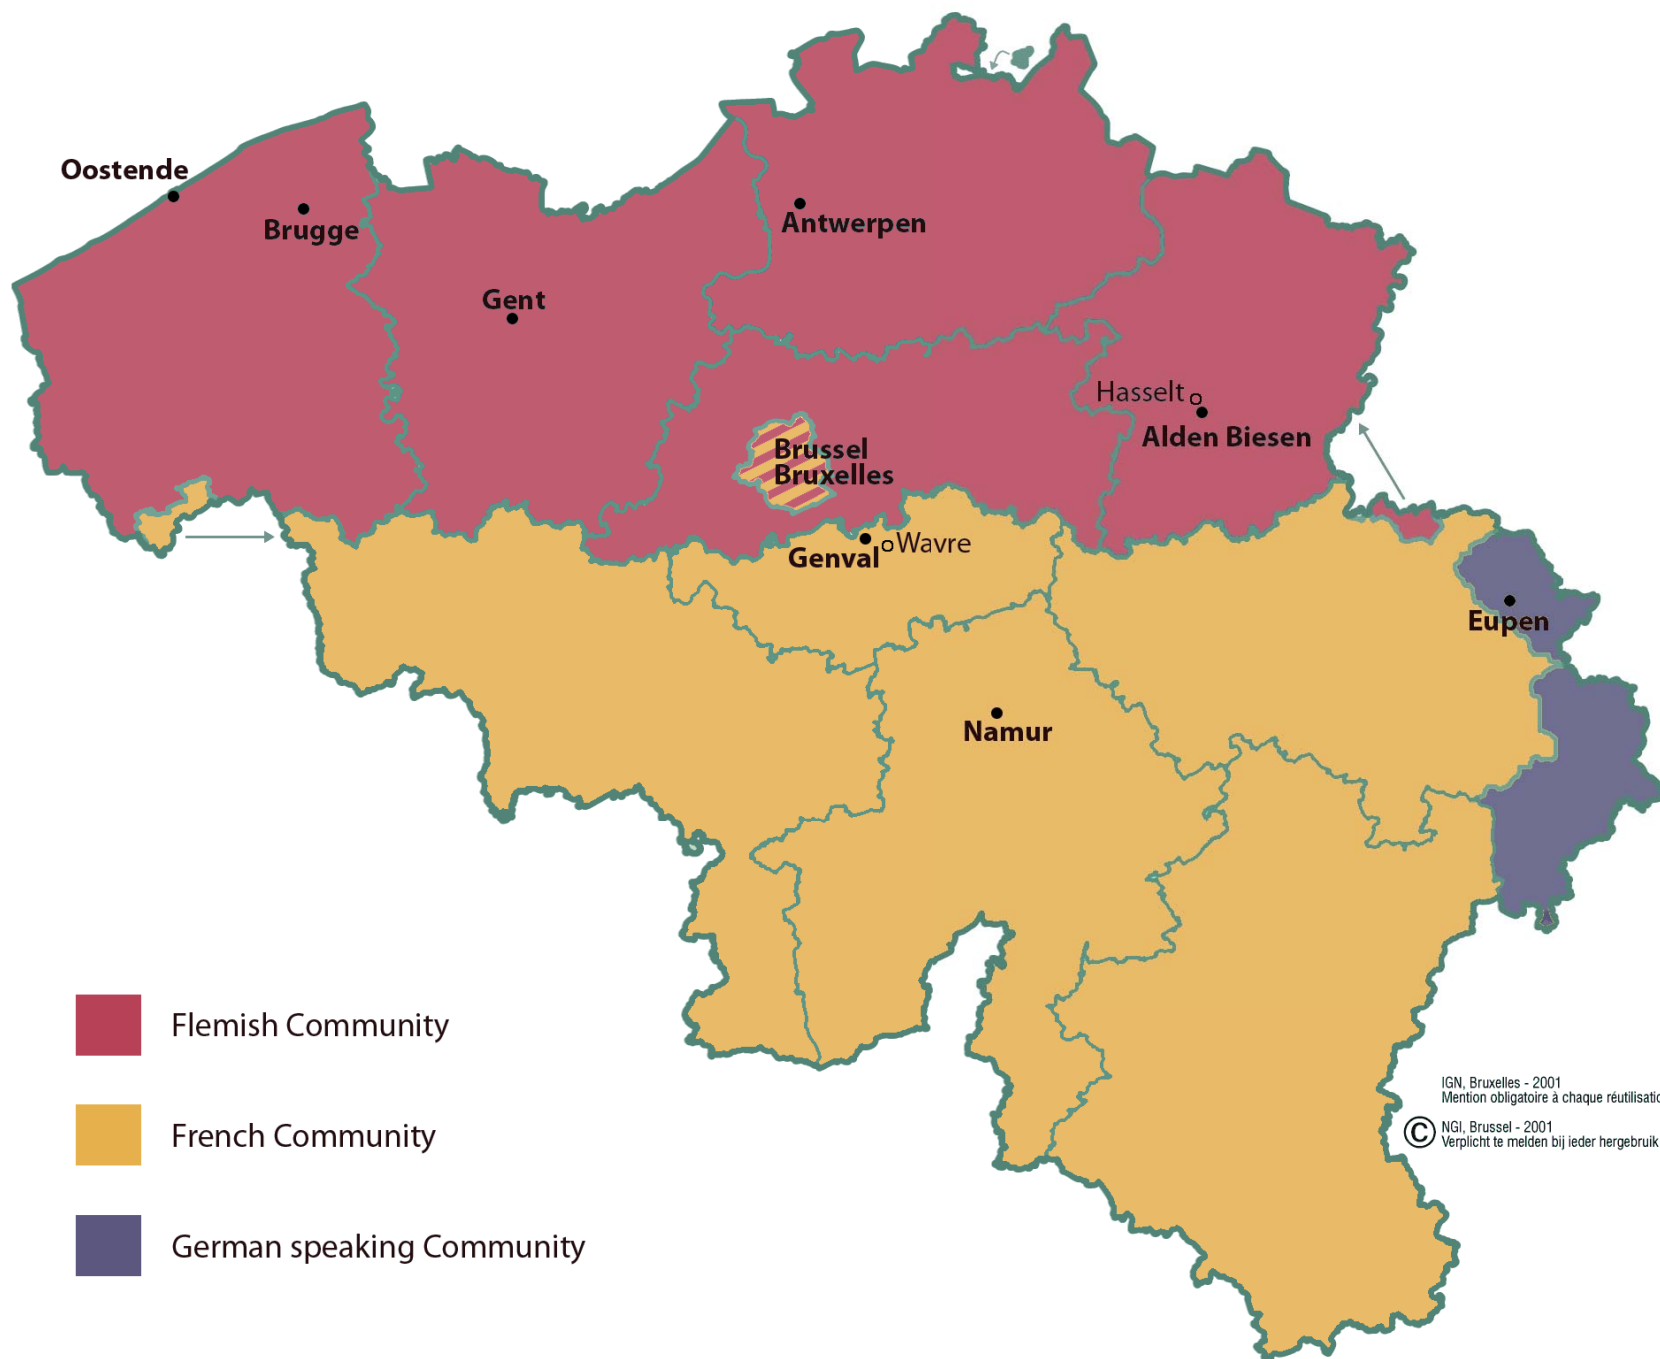 Oostende
Brugge
Antwerpen
Gent
Hasselt
Alden Biesen
Brussel
Bruxelles
Genval
Wavre
Eupen
Namur
Flemish Community
French Community
German speaking Community
IGN, Bruxelles - 2001
Mention obligatoire à chaque
© NGI, Brussel - 2001
Verplicht te melden bij ieder hergebruik